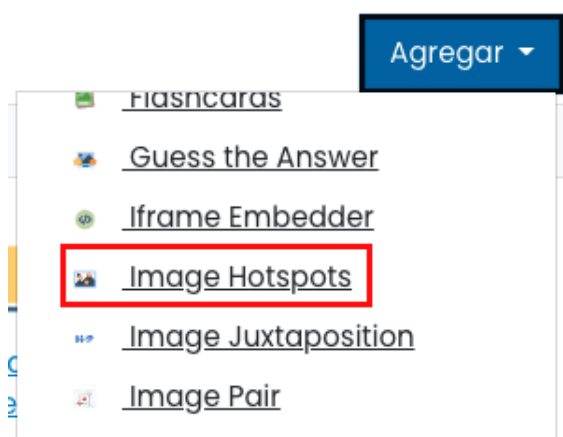 Agregar
Flashcards
Guess the Answer
Iframe Embedder
Image Hotspots
Image Juxtaposition
Image Pair